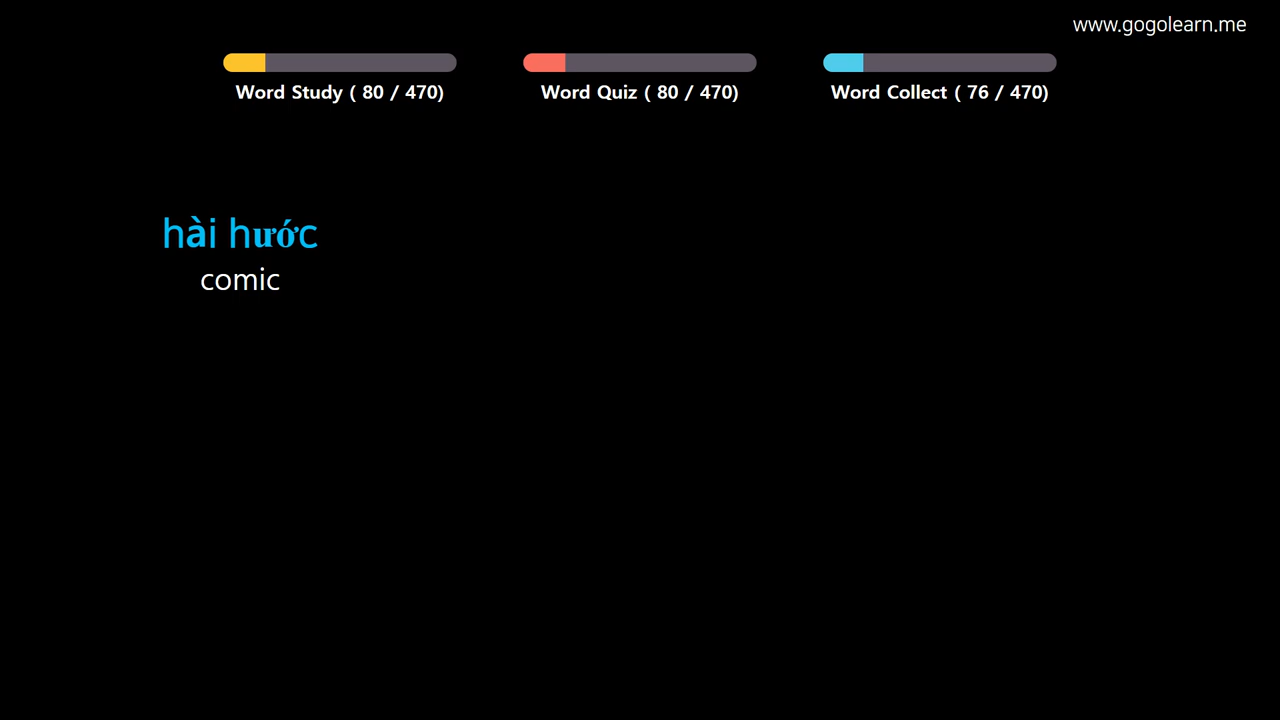 www.gogolearn.me
Word Study ( 80 / 470)
Word Quiz ( 80 / 470)
Word Collect ( 76 / 470)
hài hước
comic